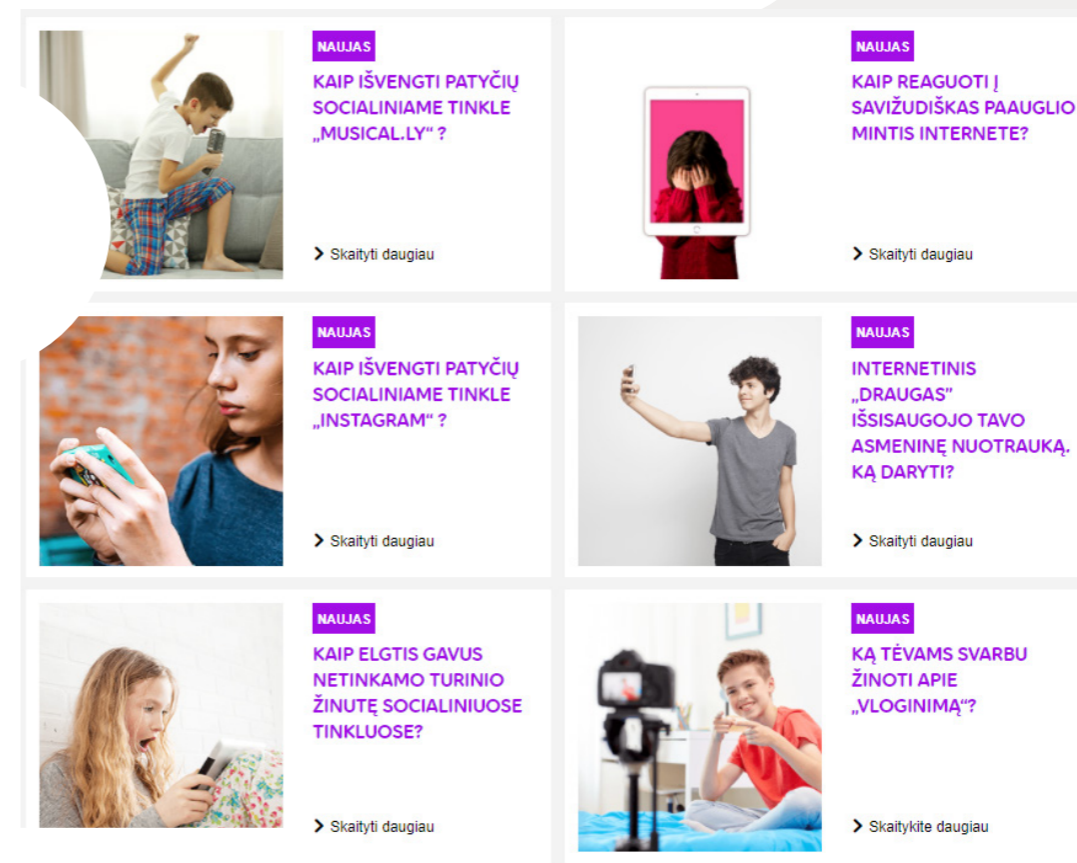 NAUJAS
KAIP IŠVENGTI PATYČIŲ
SOCIALINIAME TINKLE
„MUSICAL.LY“ ?
Skaityti daugiau
NAUJAS
KAIP REAGUOTI Į
SAVIŽUDIŠKAS PAAUGLIO
MINTIS INTERNETE?
Skaityti daugiau
NAUJAS
KAIP IŠVENGTI PATYČIŲ
SOCIALINIAME TINKLE
„INSTAGRAM“ ?
Skaityti daugiau
NAUJAS
INTERNETINIS
„DRAUGAS”
IŠSISAUGOJO TAVO
ASMENINĘ NUOTRAUKĄ.
KĄ DARYTI?
Skaityti daugiau
NAUJAS
KAIP ELGTIS GAVUS
NETINKAMO TURINIO
ŽINUTĘ SOCIALINIUOSE
TINKLUOSE?
Skaityti daugiau
NAUJAS
KĄ TĖVAMS SVARBU
ŽINOTI APIE
„VLOGINIMĄ“?
Skaitykite daugiau